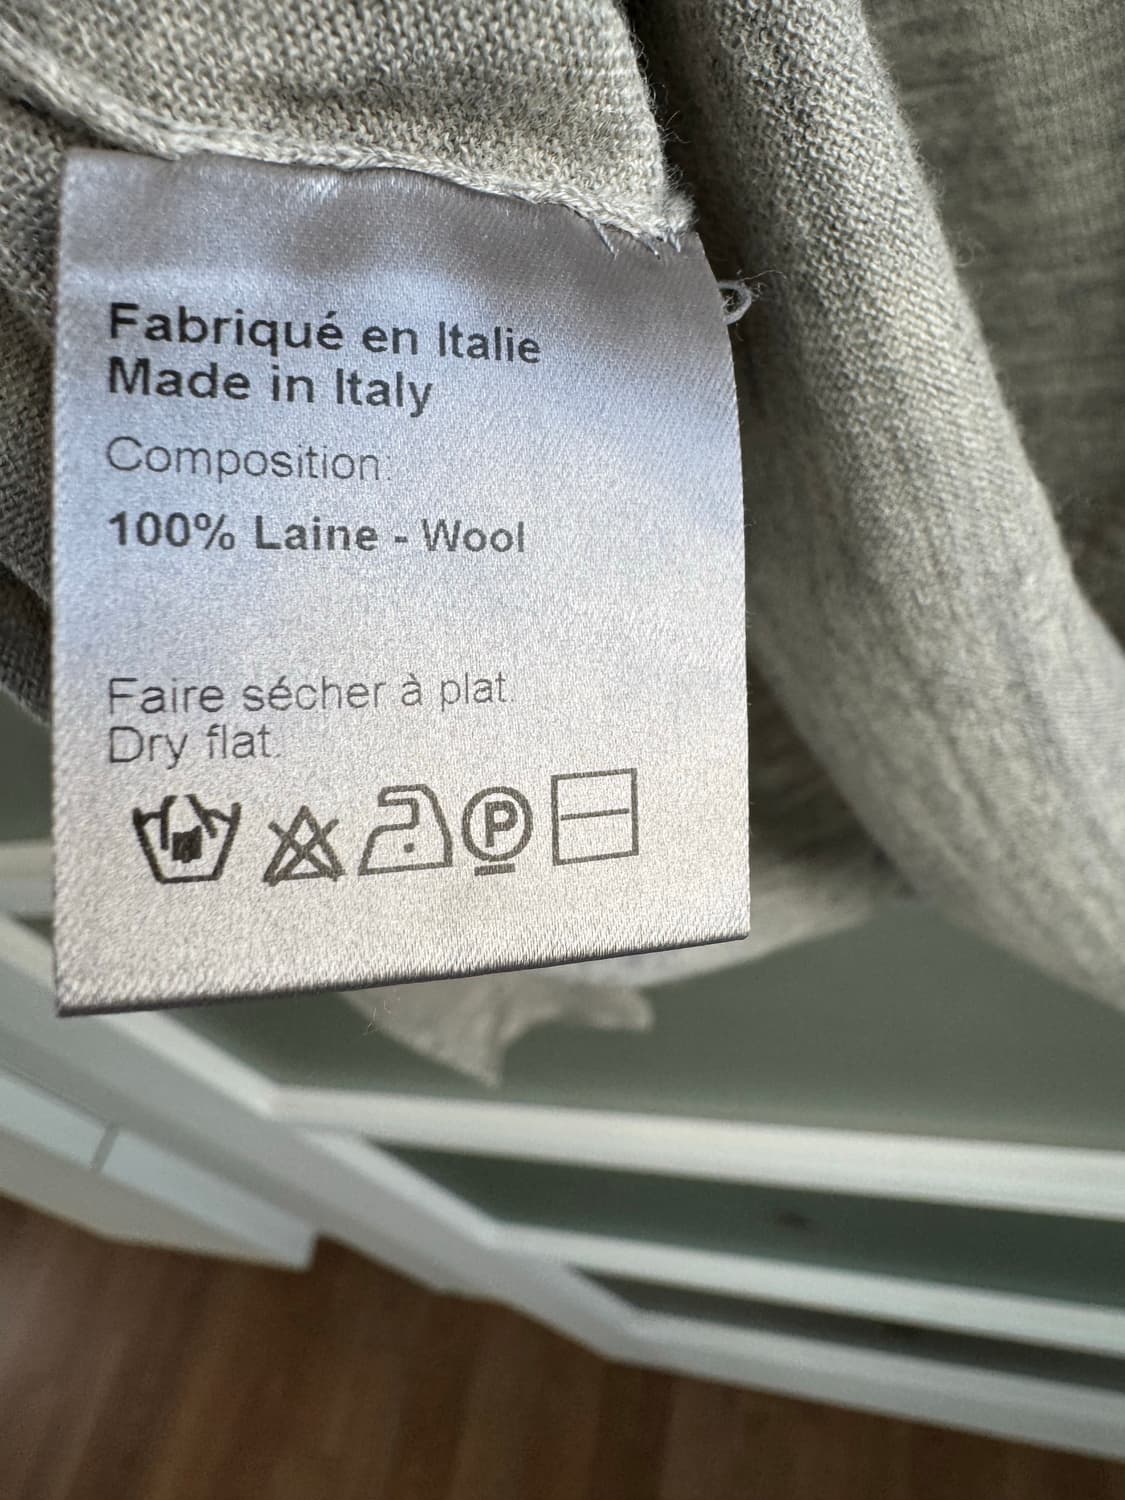 Fabriqué en Italie
Made in Italy
Composition:
100% Laine - Wool
Faire sécher à plat.
Dry flat.
P